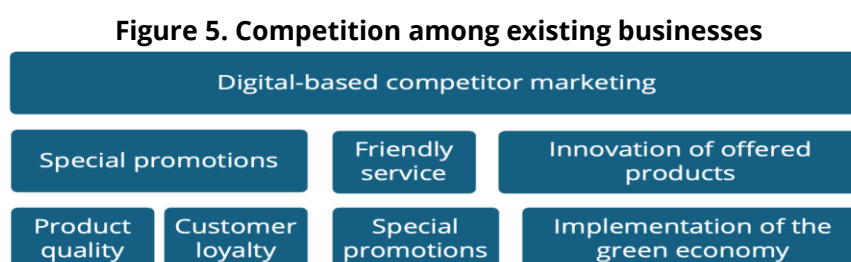 Figure 5. Competition among existing businesses
Digital-based competitor marketing
Special promotions
Friendly
service
Innovation of offered
products
Product
quality
Customer
loyalty
Special
promotions
Implementation of the
green economy